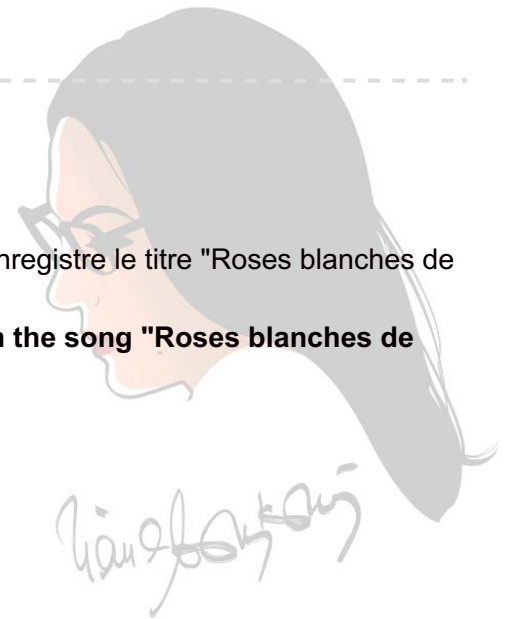 nregistre le titre "Roses blanches de
the song "Roses blanches de